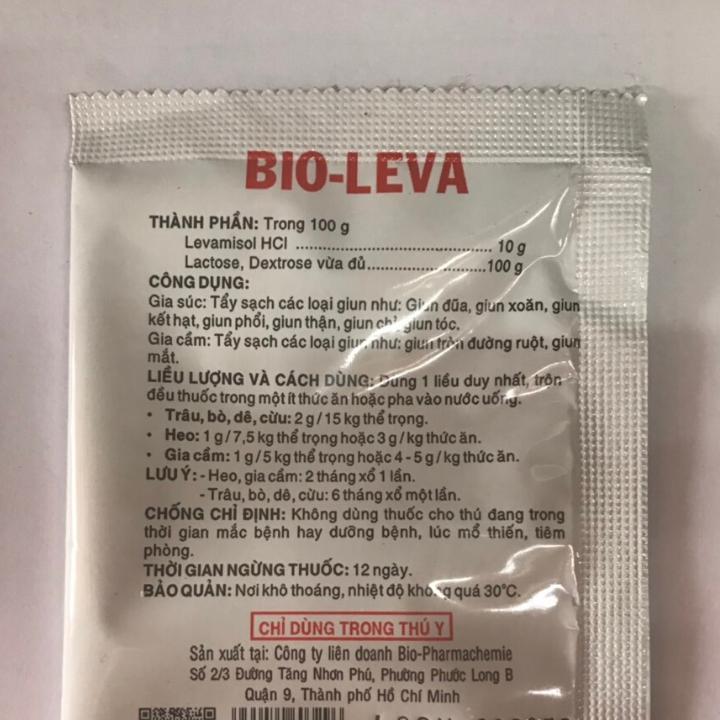 BIO-LEVA
THÀNH PHẦN: Trong 100 g
Levamisol HCl ................................................ 10 g
Lactose, Dextrose vừa đủ.............................100 g
CÔNG DỤNG:
Gia súc: Tẩy sạch các loại giun như: Giun đũa, giun xoăn, giun
kết hạt, giun phổi, giun thận, giun chỉ, giun tóc.
Gia cầm: Tẩy sạch các loại giun như: giun tròn đường ruột, giun
mắt.
LIỀU LƯỢNG VÀ CÁCH DÙNG: Dùng 1 liều duy nhất, trộn
đều thuốc trong một ít thức ăn hoặc pha vào nước uống.
• Trâu, bò, dê, cừu: 2 g / 15 kg thể trọng.
• Heo: 1 g / 7,5 kg thể trọng hoặc 3 g / kg thức ăn.
• Gia cầm: 1 g / 5 kg thể trọng hoặc 4 - 5 g / kg thức ăn.
LƯU Ý: - Heo, gia cầm: 2 tháng xổ 1 lần.
- Trâu, bò, dê, cừu: 6 tháng xổ một lần.
CHỐNG CHỈ ĐỊNH: Không dùng thuốc cho thú đang trong
thời gian mắc bệnh hay dưỡng bệnh, lúc mổ thiến, tiêm
phòng.
THỜI GIAN NGỪNG THUỐC: 12 ngày.
BẢO QUẢN: Nơi khô thoáng, nhiệt độ không quá 30°C.
CHỈ DÙNG TRONG THÚ Y
Sản xuất tại: Công ty liên doanh Bio-Pharmachemie
Số 2/3 Đường Tăng Nhơn Phú, Phường Phước Long B
Quận 9, Thành phố Hồ Chí Minh